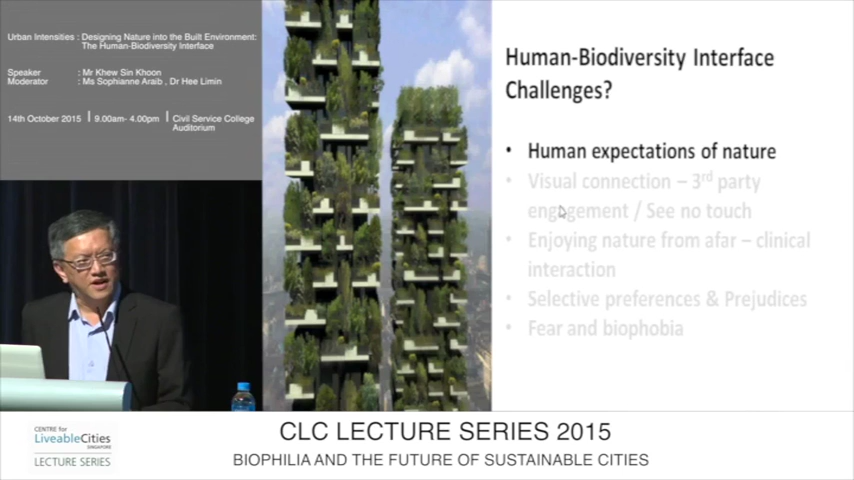 Urban Intensities : Designing Nature into the Built Environment:
The Human-Biodiversity Interface
Speaker : Mr Khew Sin Khoon
Moderator : Ms Sophianne Araib , Dr Hee Limin
14th October 2015 | 9.00am- 4.00pm | Civil Service College
Auditorium
Human-Biodiversity Interface
Challenges?
• Human expectations of nature
• Visual connection – 3rd party
engagement / See no touch
• Enjoying nature from afar – clinical
interaction
• Selective preferences & Prejudices
• Fear and biophobia
CENTRE for
LiveableCities
SINGAPORE
LECTURE SERIES
CLC LECTURE SERIES 2015
BIOPHILIA AND THE FUTURE OF SUSTAINABLE CITIES